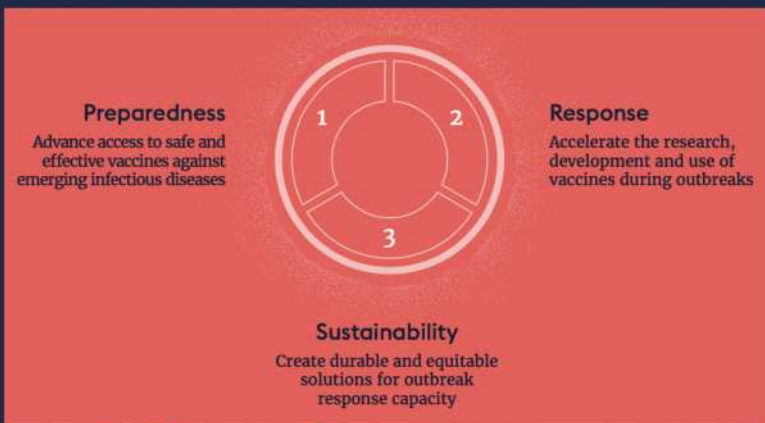 Preparedness
Advance access to safe and
effective vaccines against
emerging infectious diseases
1
2
Response
Accelerate the research,
development and use of
vaccines during outbreaks
3
Sustainability
Create durable and equitable
solutions for outbreak
response capacity